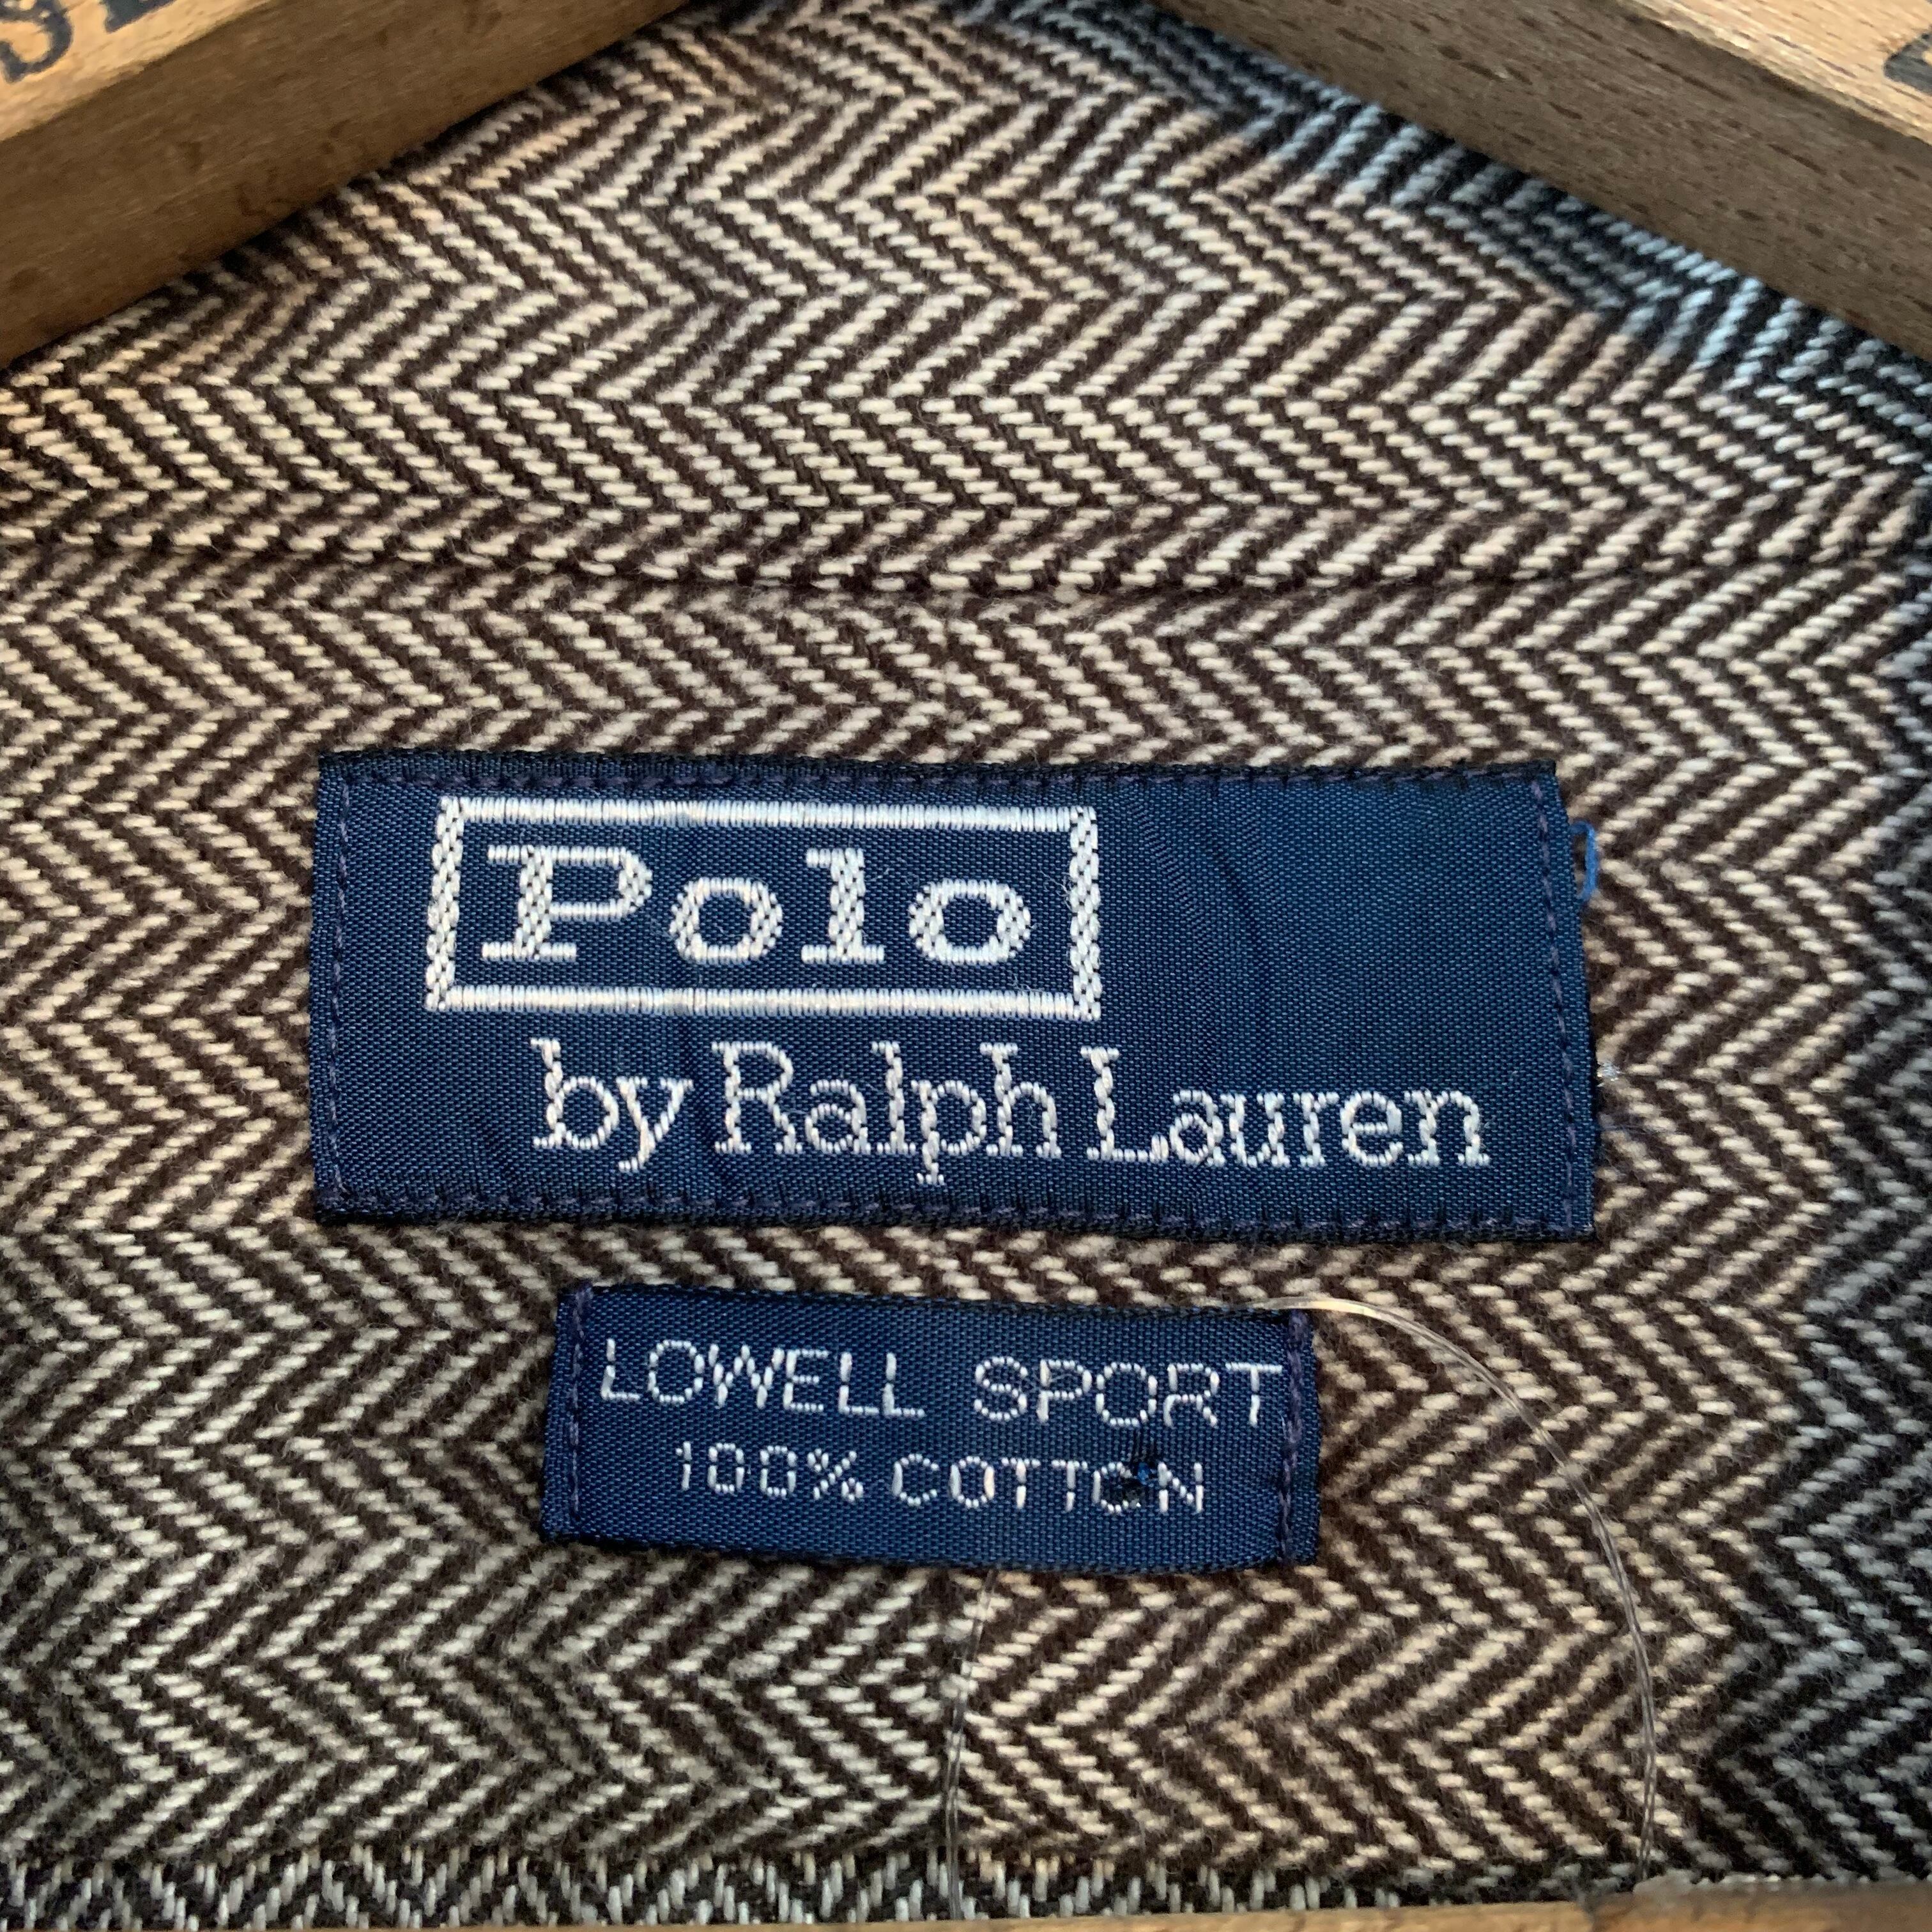 Polo
by Ralph Lauren
LOWELL SPORT
100% COTTON